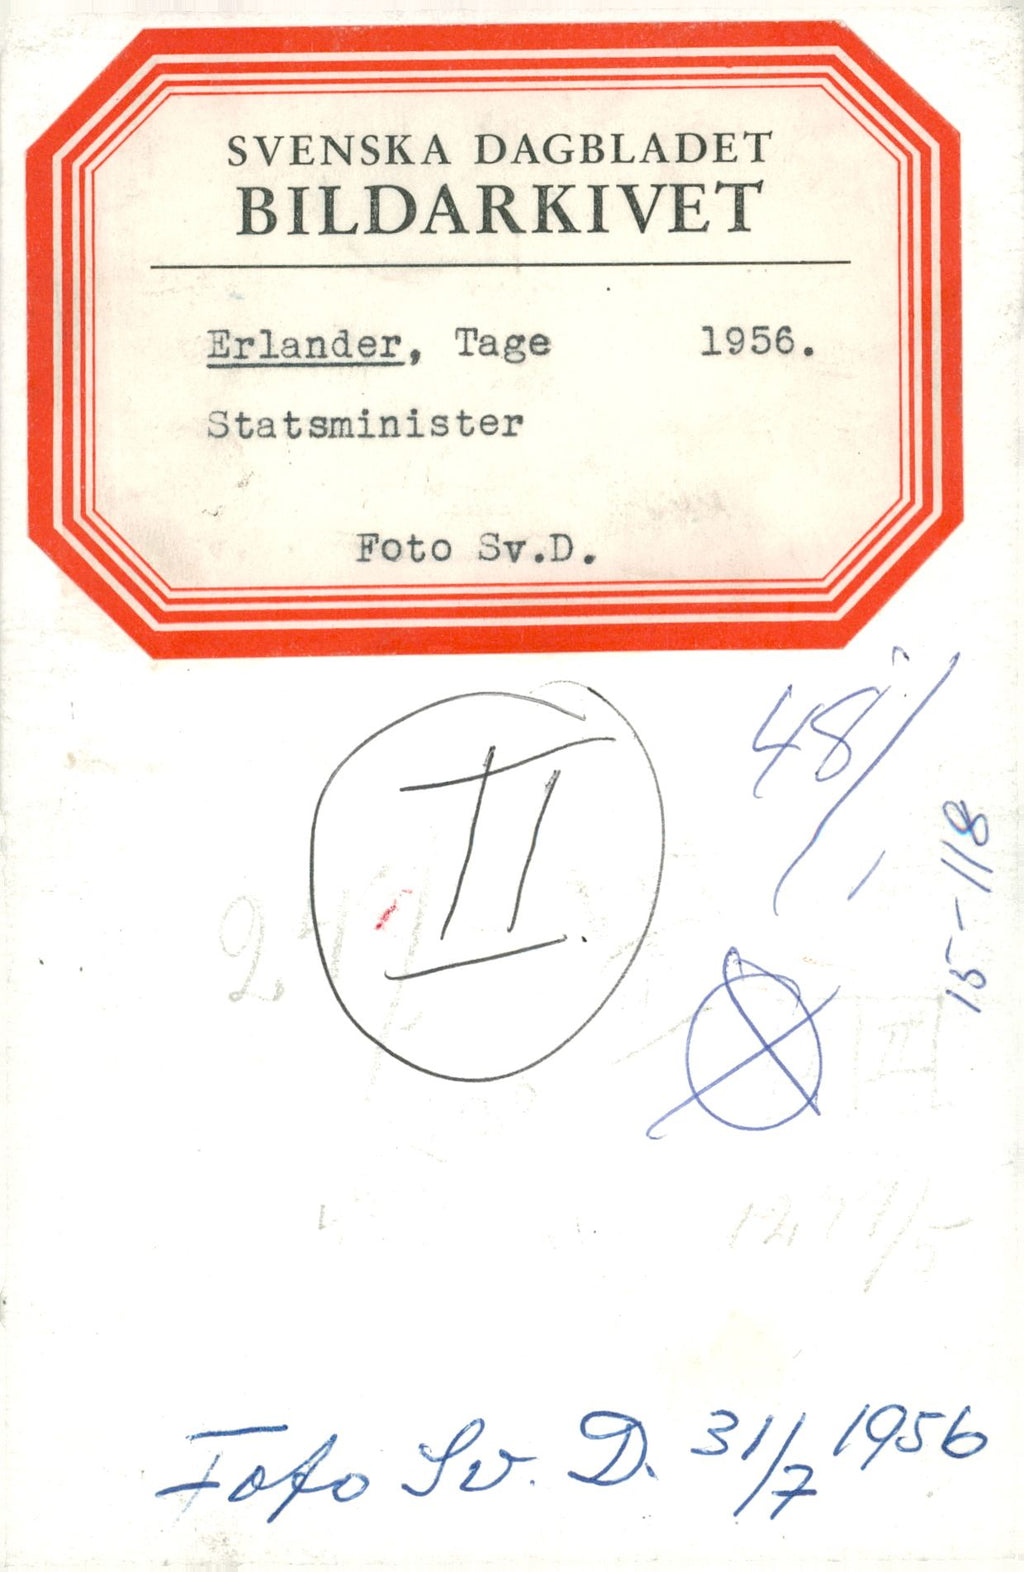 SVENSKA DAGBLADET
BILDARKIVET
Erlander, Tage 1956.
Statsminister
Foto Sv.D.
48/
II
15-118
Foto Sv. D. 31/7 1956